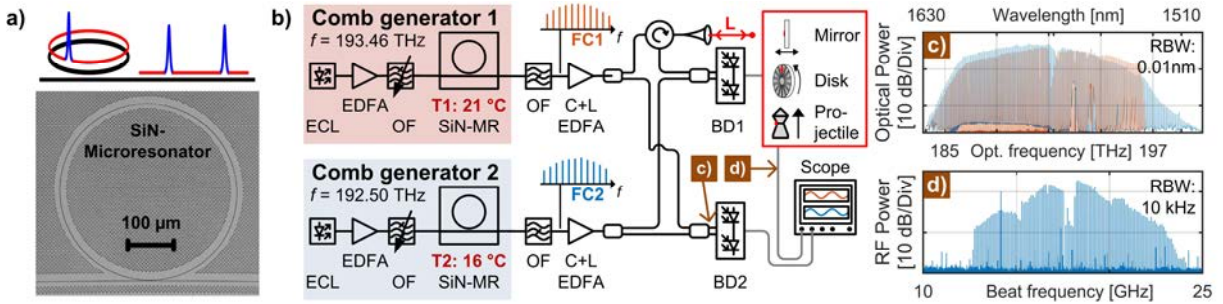 a)
SiN-
Microresonator
100 µm
b)
Comb generator 1
f = 193.46 THz
EDFA
T1: 21 °C
ECL
OF
SiN-MR
OF
C+L
EDFA
FC1
f
L
BD1
Mirror
Disk
Pro-
jectile
Comb generator 2
f = 192.50 THz
EDFA
T2: 16 °C
ECL
OF
SiN-MR
OF
C+L
EDFA
FC2
f
c)
d)
BD2
Scope
1630
Wavelength [nm]
1510
c)
RBW:
0.01nm
Optical Power
[10 dB/Div]
185
Opt. frequency [THz]
197
d)
RBW:
10 kHz
RF Power
[10 dB/Div]
10
Beat frequency [GHz]
25